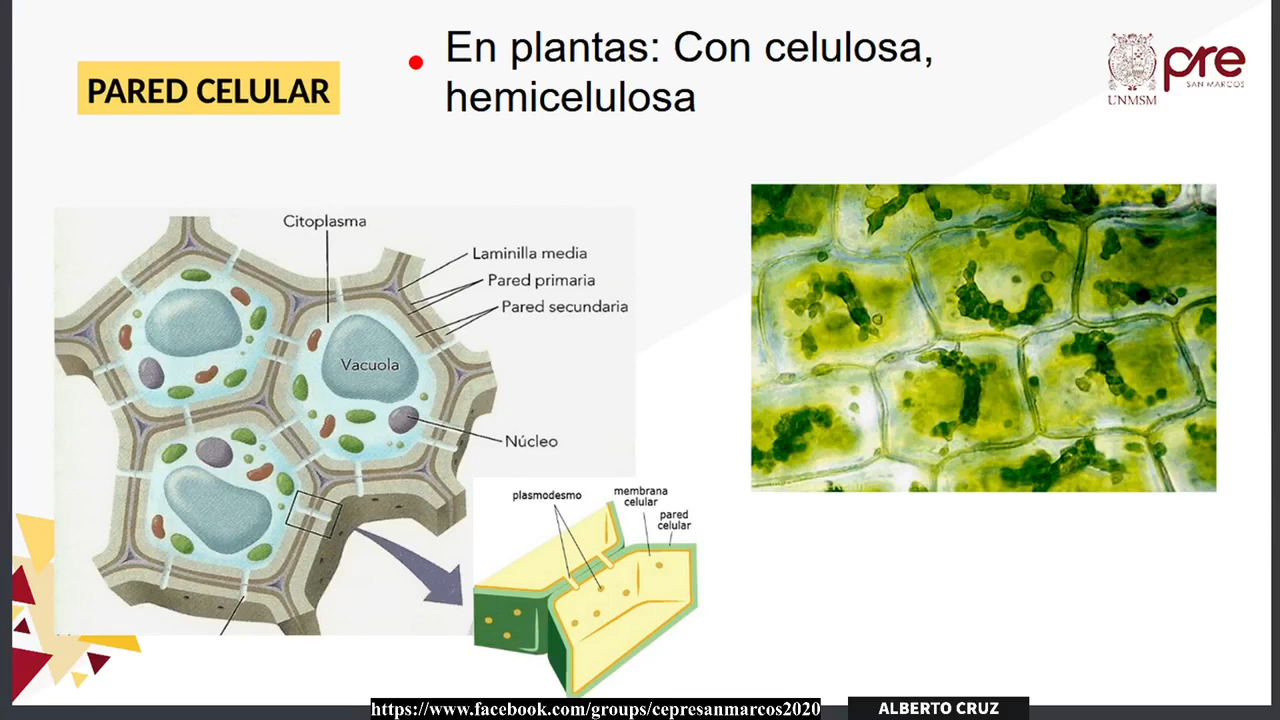 PARED CELULAR
• En plantas: Con celulosa,
hemicelulosa
UNMSM
pre
SAN MARCOS
Citoplasma
Laminilla media
Pared primaria
Pared secundaria
Vacuola
Núcleo
plasmodesmo
membrana
celular
pared
celular
https://www.facebook.com/groups/cepresanmarcos2020
ALBERTO CRUZ